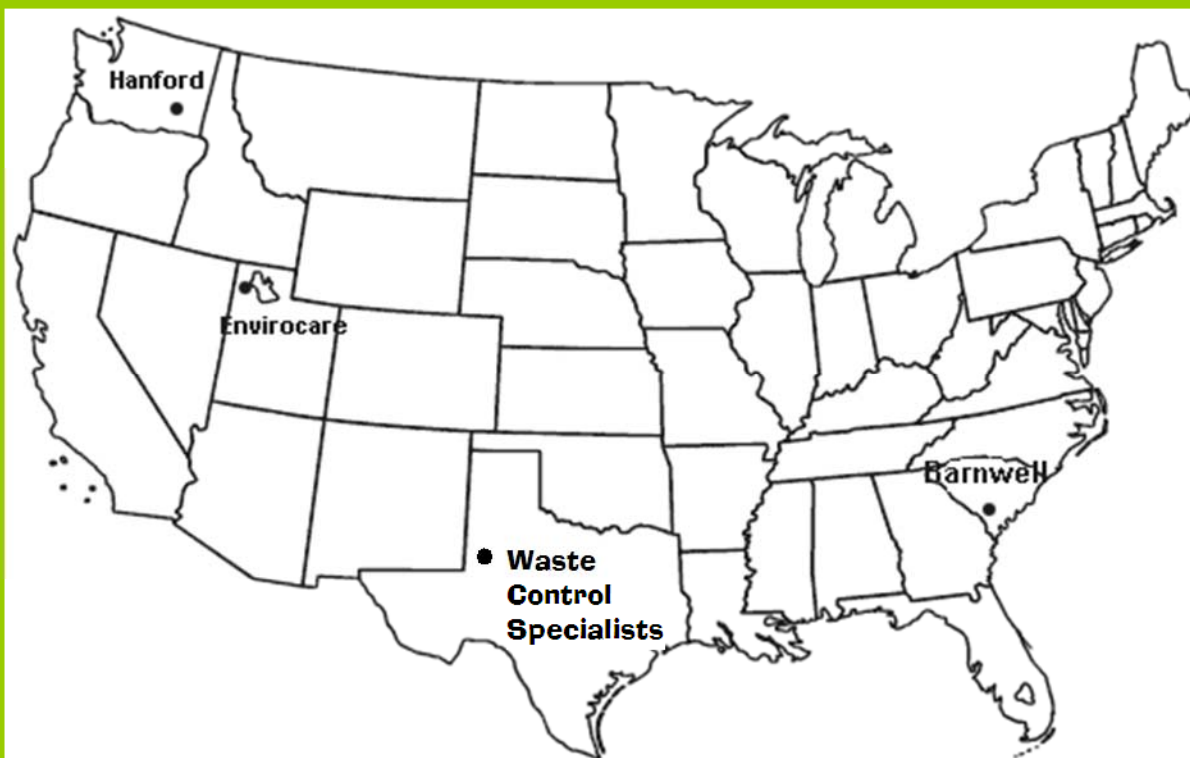 Hanford
Envirocare
Barnwell
Waste
Control
Specialists